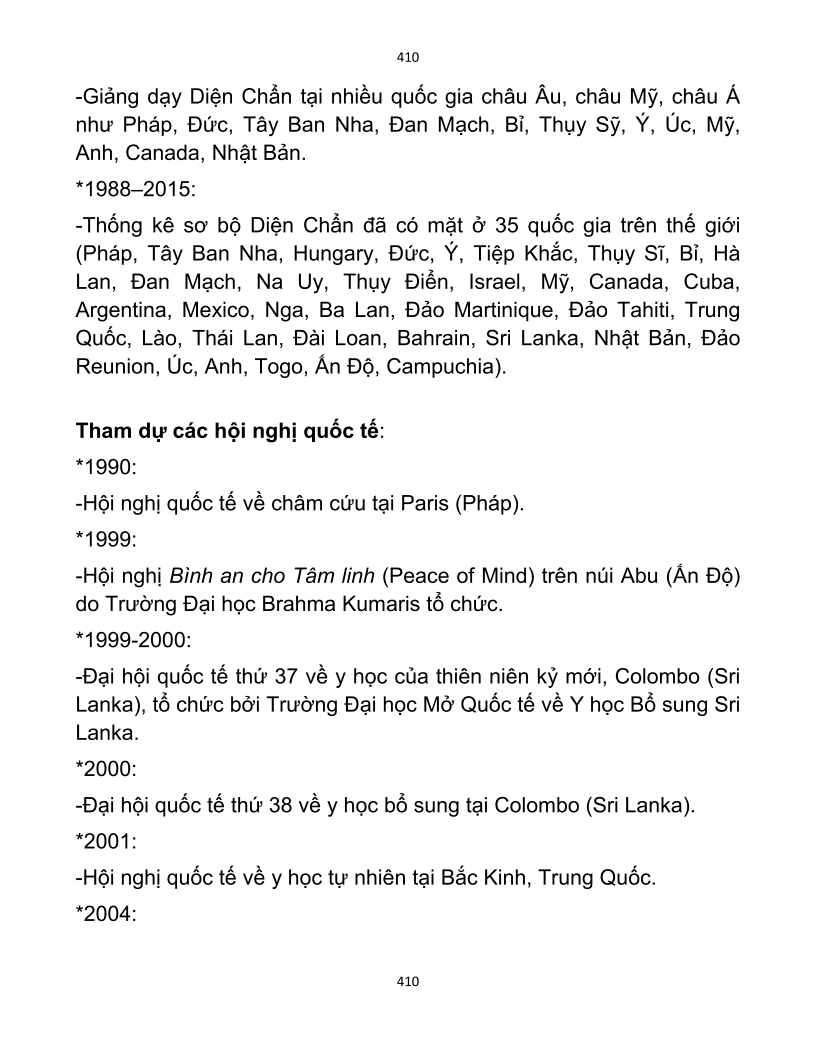 410
-Giảng dạy Diện Chẩn tại nhiều quốc gia châu Âu, châu Mỹ, châu Á
như Pháp, Đức, Tây Ban Nha, Đan Mạch, Bỉ, Thụy Sỹ, Ý, Úc, Mỹ,
Anh, Canada, Nhật Bản.
*1988–2015:
-Thống kê sơ bộ Diện Chẩn đã có mặt ở 35 quốc gia trên thế giới
(Pháp, Tây Ban Nha, Hungary, Đức, Ý, Tiệp Khắc, Thụy Sĩ, Bỉ, Hà
Lan, Đan Mạch, Na Uy, Thụy Điển, Israel, Mỹ, Canada, Cuba,
Argentina, Mexico, Nga, Ba Lan, Đảo Martinique, Đảo Tahiti, Trung
Quốc, Lào, Thái Lan, Đài Loan, Bahrain, Sri Lanka, Nhật Bản, Đảo
Reunion, Úc, Anh, Togo, Ấn Độ, Campuchia).
Tham dự các hội nghị quốc tế:
*1990:
-Hội nghị quốc tế về châm cứu tại Paris (Pháp).
*1999:
-Hội nghị Bình an cho Tâm linh (Peace of Mind) trên núi Abu (Ấn Độ)
do Trường Đại học Brahma Kumaris tổ chức.
*1999-2000:
-Đại hội quốc tế thứ 37 về y học của thiên niên kỷ mới, Colombo (Sri
Lanka), tổ chức bởi Trường Đại học Mở Quốc tế về Y học Bổ sung Sri
Lanka.
*2000:
-Đại hội quốc tế thứ 38 về y học bổ sung tại Colombo (Sri Lanka).
*2001:
-Hội nghị quốc tế về y học tự nhiên tại Bắc Kinh, Trung Quốc.
*2004:
410